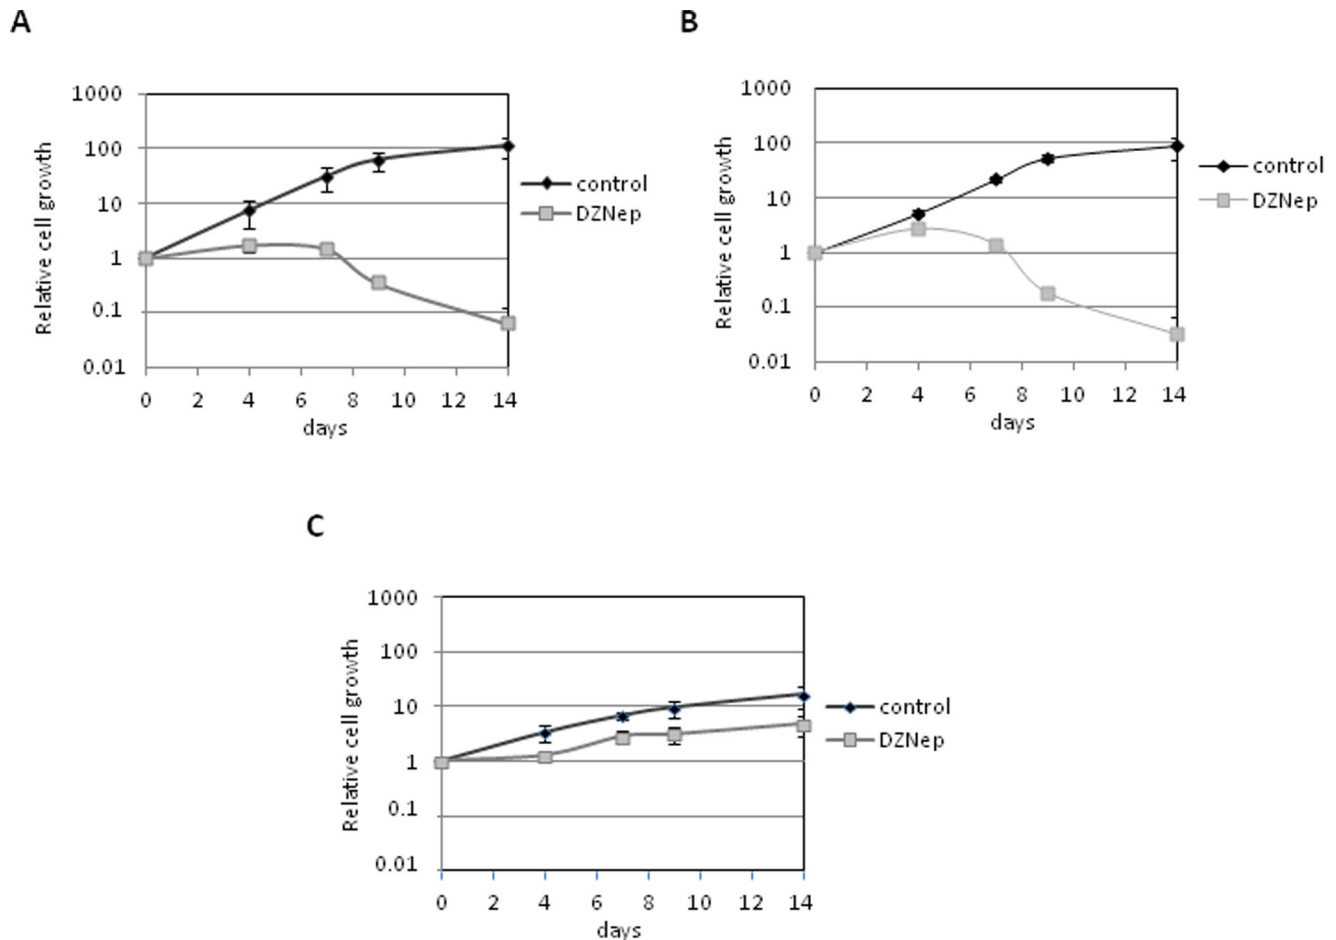 A
Relative cell growth
1000
100
10
1
0.1
0.01
0 2 4 6 8 10 12 14
days
control
DZNep
B
Relative cell growth
1000
100
10
1
0.1
0.01
0 2 4 6 8 10 12 14
days
control
DZNep
C
Relative cell growth
1000
100
10
1
0.1
0.01
0 2 4 6 8 10 12 14
days
control
DZNep